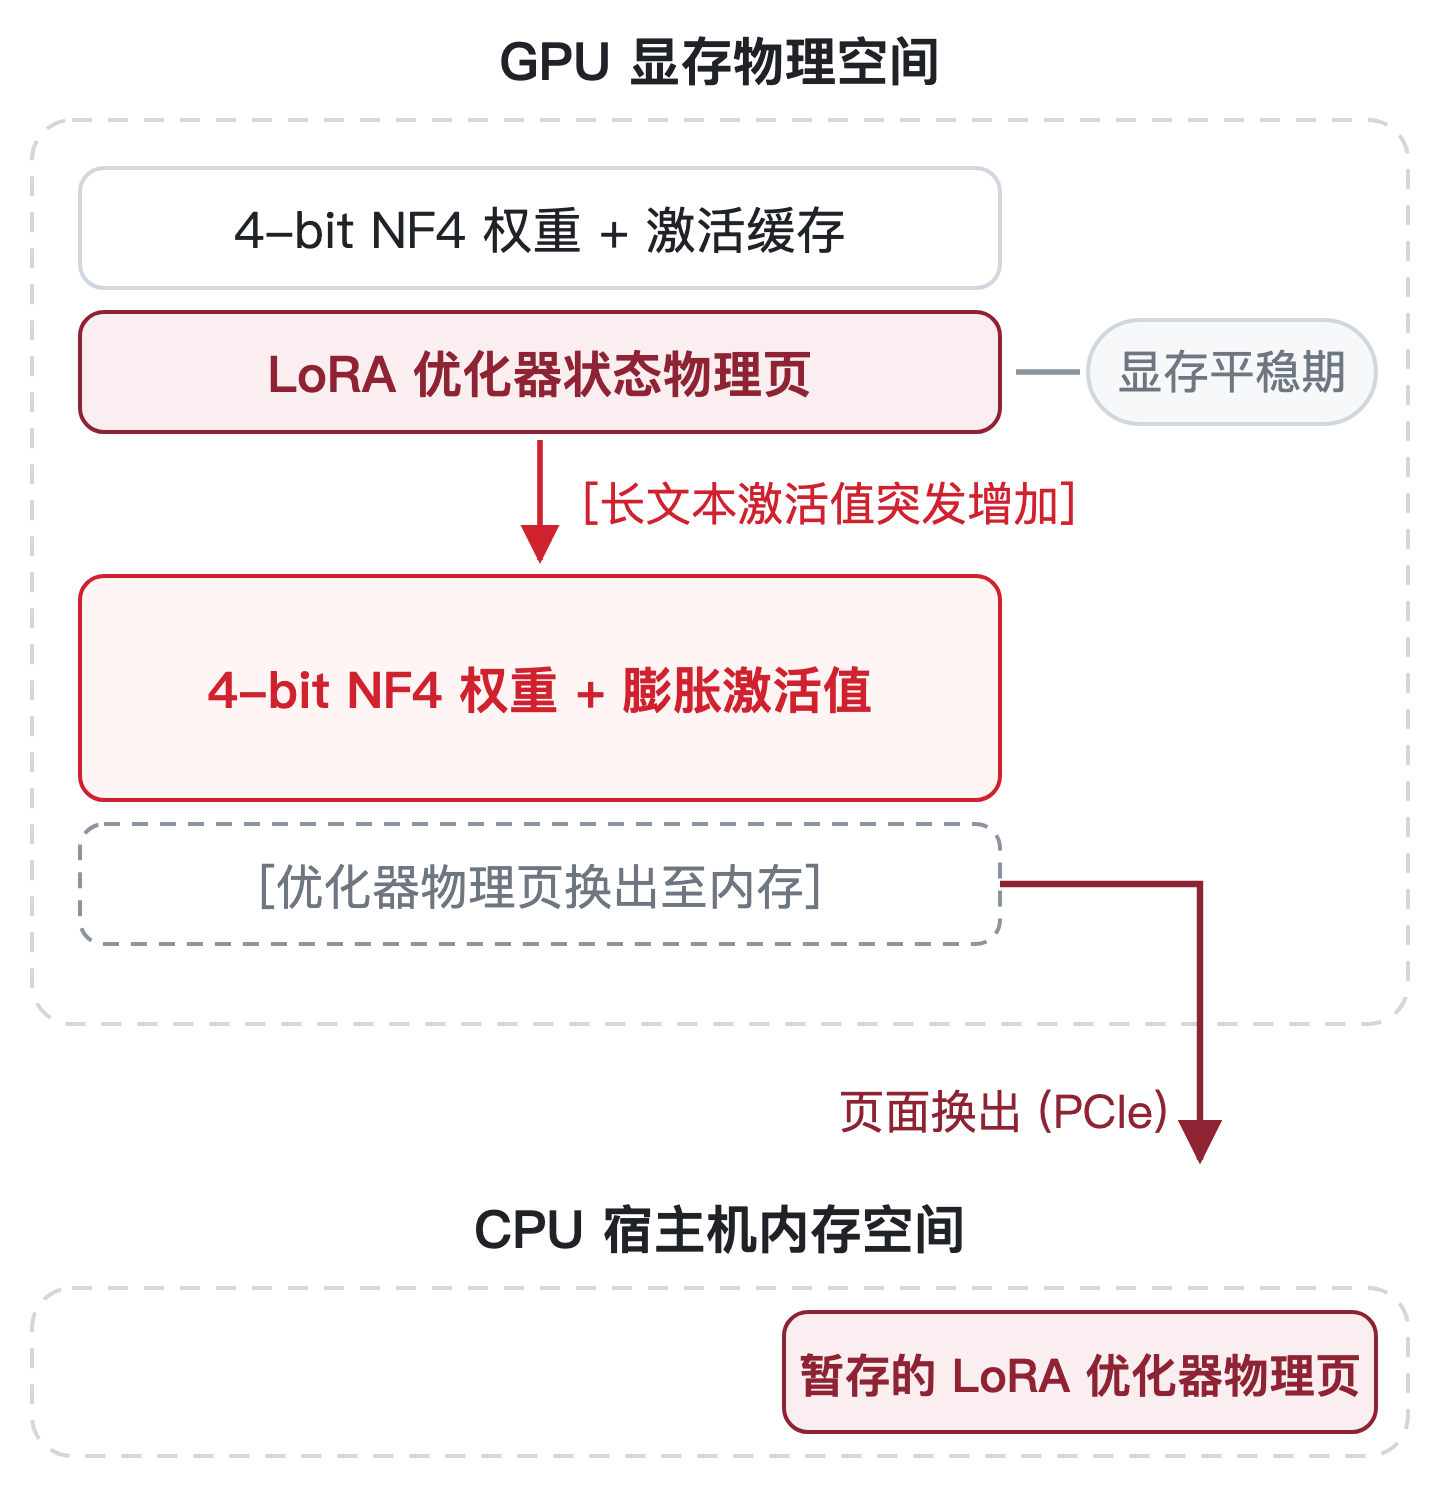 GPU 显存物理空间
4-bit NF4 权重 + 激活缓存
LoRA 优化器状态物理页
显存平稳期
[长文本激活值突发增加]
4-bit NF4 权重 + 膨胀激活值
[优化器物理页换出至内存]
页面换出 (PCIe)
CPU 宿主机内存空间
暂存的 LoRA 优化器物理页